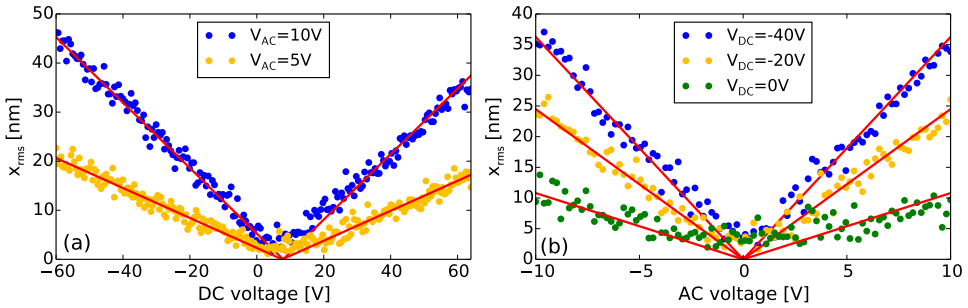 50
40
30
20
10
0
x_rms [nm]
V_AC=10V
V_AC=5V
(a)
−60 −40 −20 0 20 40 60
DC voltage [V]
40
35
30
25
20
15
10
5
0
x_rms [nm]
V_DC=-40V
V_DC=-20V
V_DC=0V
(b)
−10 −5 0 5 10
AC voltage [V]